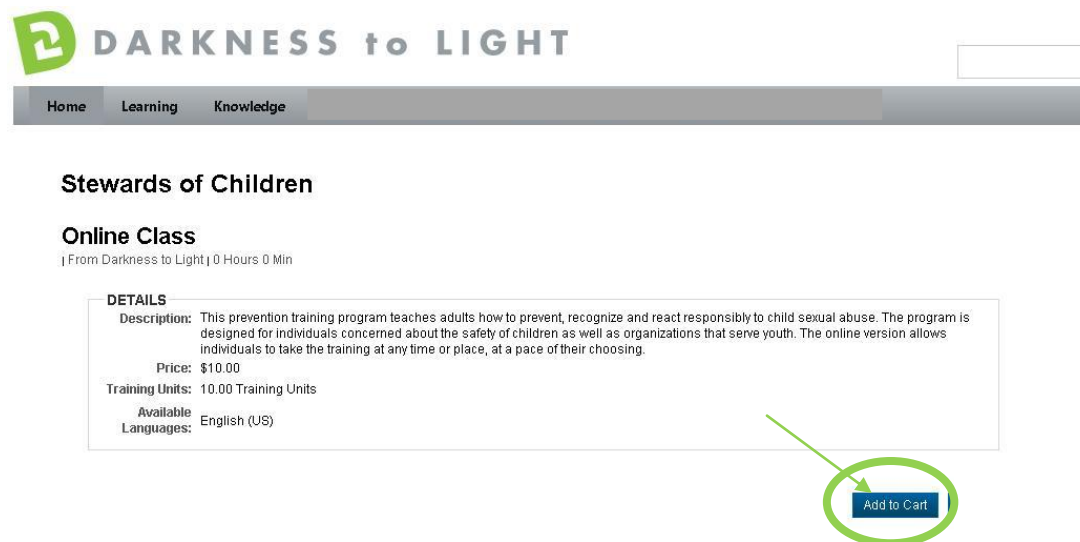 DARKNESS to LIGHT
Home Learning Knowledge
Stewards of Children
Online Class
| From Darkness to Light | 0 Hours 0 Min
DETAILS
Description: This prevention training program teaches adults how to prevent, recognize and react responsibly to child sexual abuse. The program is
designed for individuals concerned about the safety of children as well as organizations that serve youth. The online version allows
individuals to take the training at any time or place, at a pace of their choosing.
Price: $10.00
Training Units: 10.00 Training Units
Available
Languages: English (US)
Add to Cart